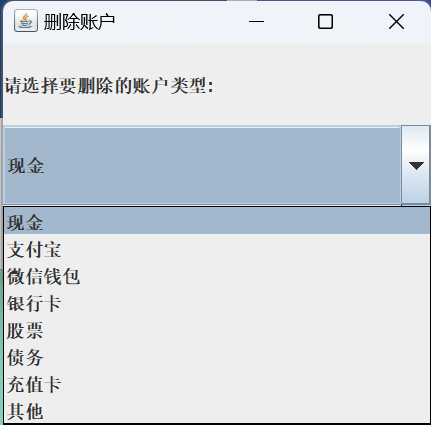 删除账户
请选择要删除的账户类型:
现金
现金
支付宝
微信钱包
银行卡
股票
债务
充值卡
其他